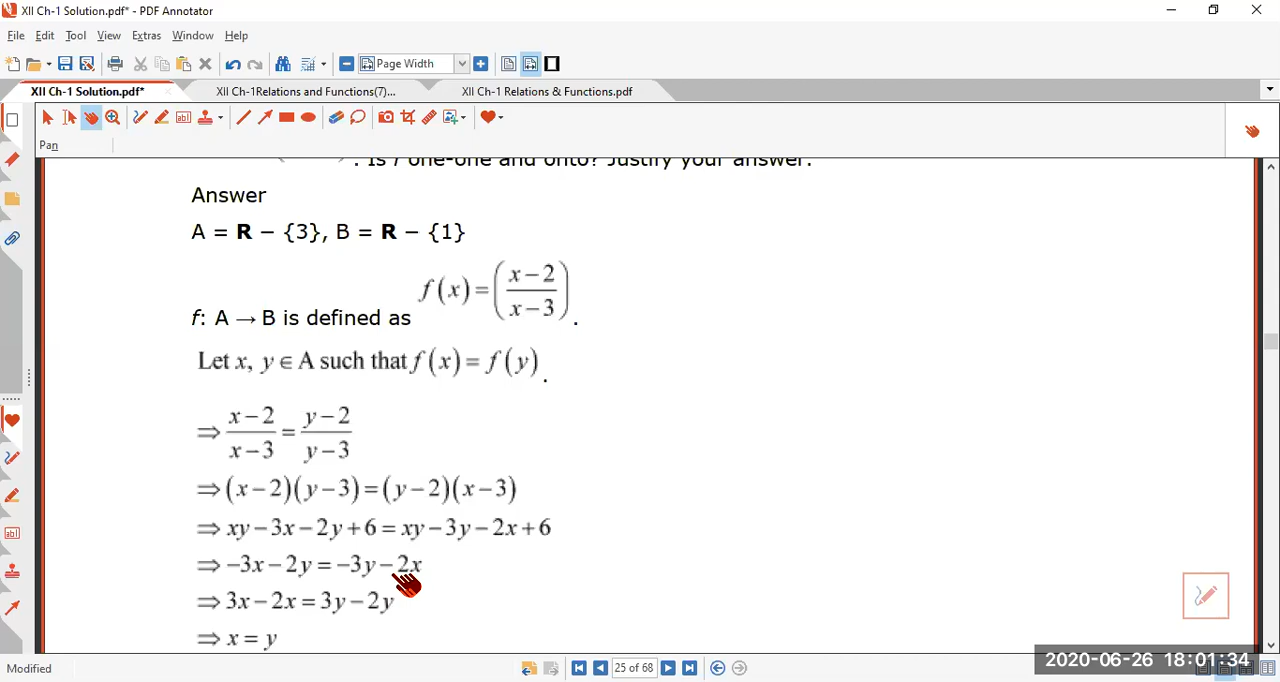 XII Ch-1 Solution.pdf* - PDF Annotator
File Edit Tool View Extras Window Help
Page Width
XII Ch-1 Solution.pdf* XII Ch-1Relations and Functions(7)... XII Ch-1 Relations & Functions.pdf
Pan
. Is f one-one and onto? Justify your answer.
Answer
A = R − {3}, B = R − {1}
f: A → B is defined as f(x) = ((x−2)/(x−3)).
Let x, y ∈ A such that f(x) = f(y).
⇒ (x−2)/(x−3) = (y−2)/(y−3)
⇒ (x−2)(y−3) = (y−2)(x−3)
⇒ xy−3x−2y+6 = xy−3y−2x+6
⇒ −3x−2y = −3y−2x
⇒ 3x−2x = 3y−2y
⇒ x = y
Modified
25 of 68
2020-06-26 18:01:34